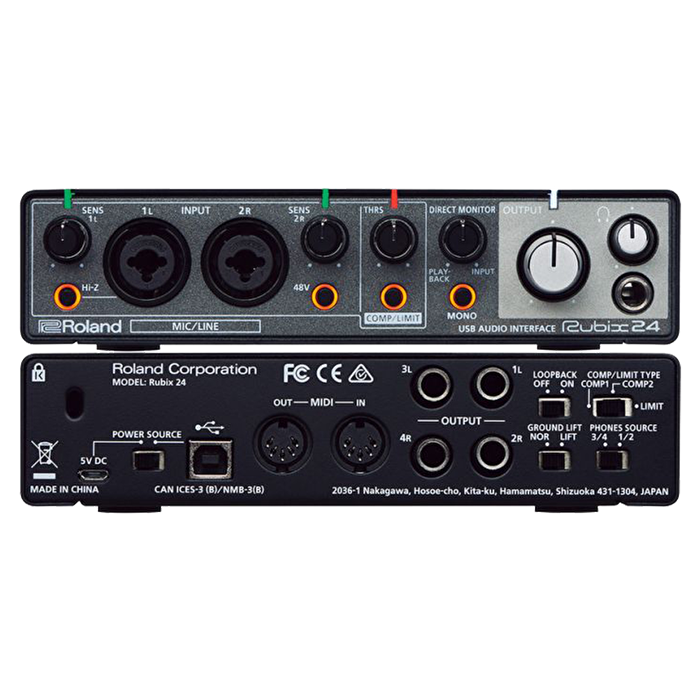 SENS 1L INPUT 2R SENS THRS DIRECT MONITOR OUTPUT
1L 2R
Hi-Z 48V PLAY- INPUT
BACK
COMP/LIMIT MONO
Roland MIC/LINE USB AUDIO INTERFACE Rubix24
Roland Corporation 3L 1L LOOPBACK COMP/LIMIT TYPE
MODEL: Rubix 24 FC CE OFF ON COMP1 COMP2
K LIMIT
OUT MIDI IN OUTPUT
POWER SOURCE 4R 2R GROUND LIFT PHONES SOURCE
5V DC NOR LIFT 3/4 1/2
MADE IN CHINA CAN ICES-3 (B)/NMB-3(B) 2036-1 Nakagawa, Hosoe-cho, Kita-ku, Hamamatsu, Shizuoka 431-1304, JAPAN